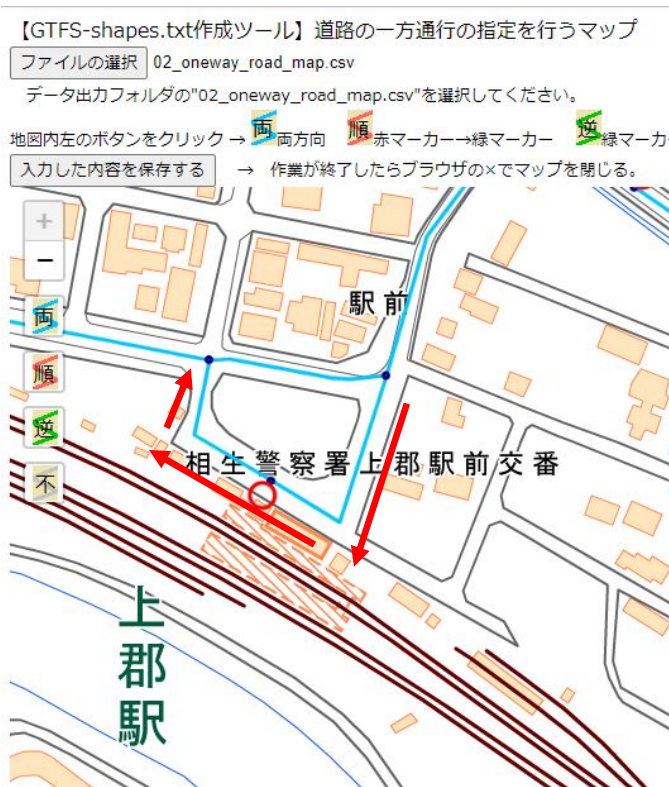 【GTFS-shapes.txt作成ツール】道路の一方通行の指定を行うマップ
ファイルの選択 02_oneway_road_map.csv
データ出力フォルダの"02_oneway_road_map.csv"を選択してください。
地図内左のボタンをクリック → 両 両方向 順 赤マーカー→緑マーカー 逆 緑マーカ
入力した内容を保存する → 作業が終了したらブラウザの×でマップを閉じる。
+
−
両
順
逆
不
駅前
相生警察署上郡駅前交番
上郡駅